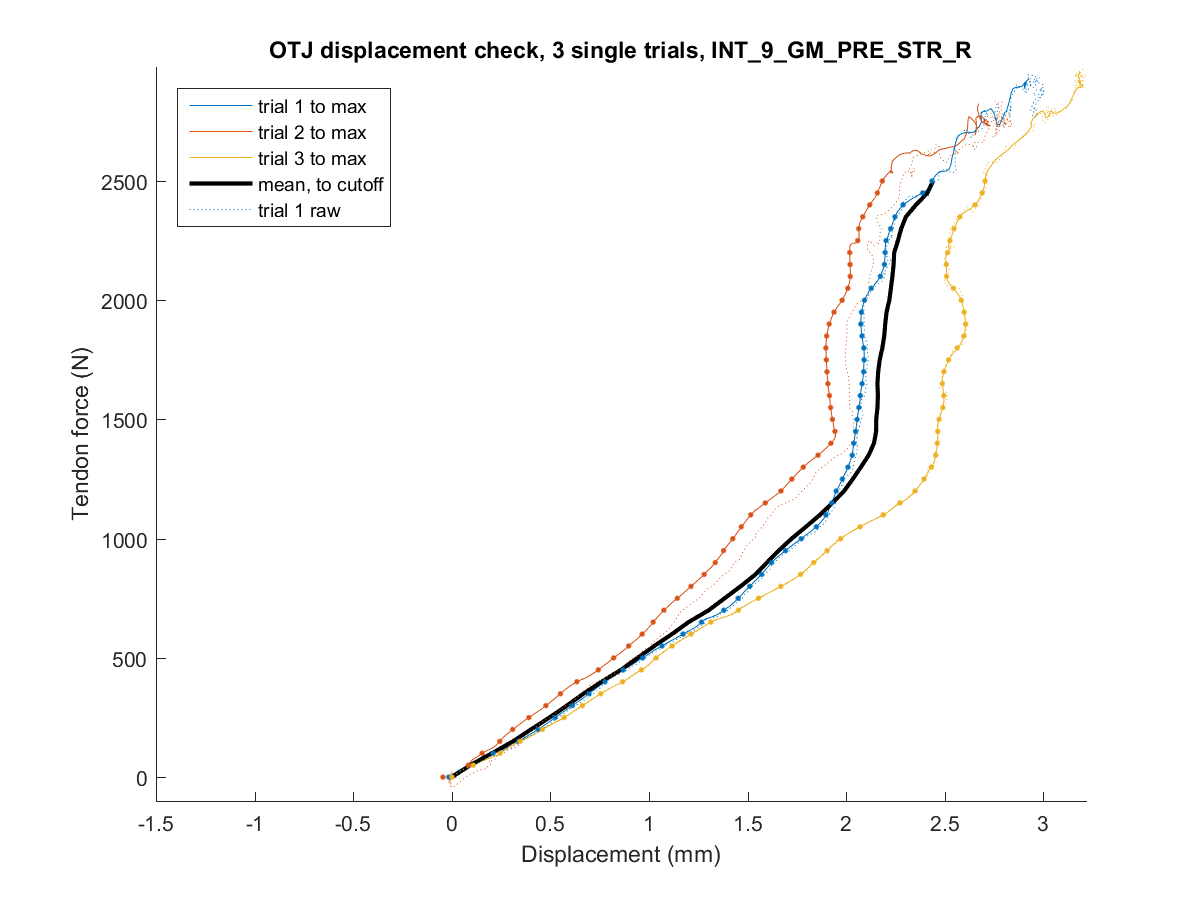 OTJ displacement check, 3 single trials, INT_9_GM_PRE_STR_R
trial 1 to max
trial 2 to max
trial 3 to max
mean, to cutoff
trial 1 raw
2500
2000
1500
1000
500
0
Tendon force (N)
-1.5
-1
-0.5
0
0.5
1
1.5
2
2.5
3
Displacement (mm)